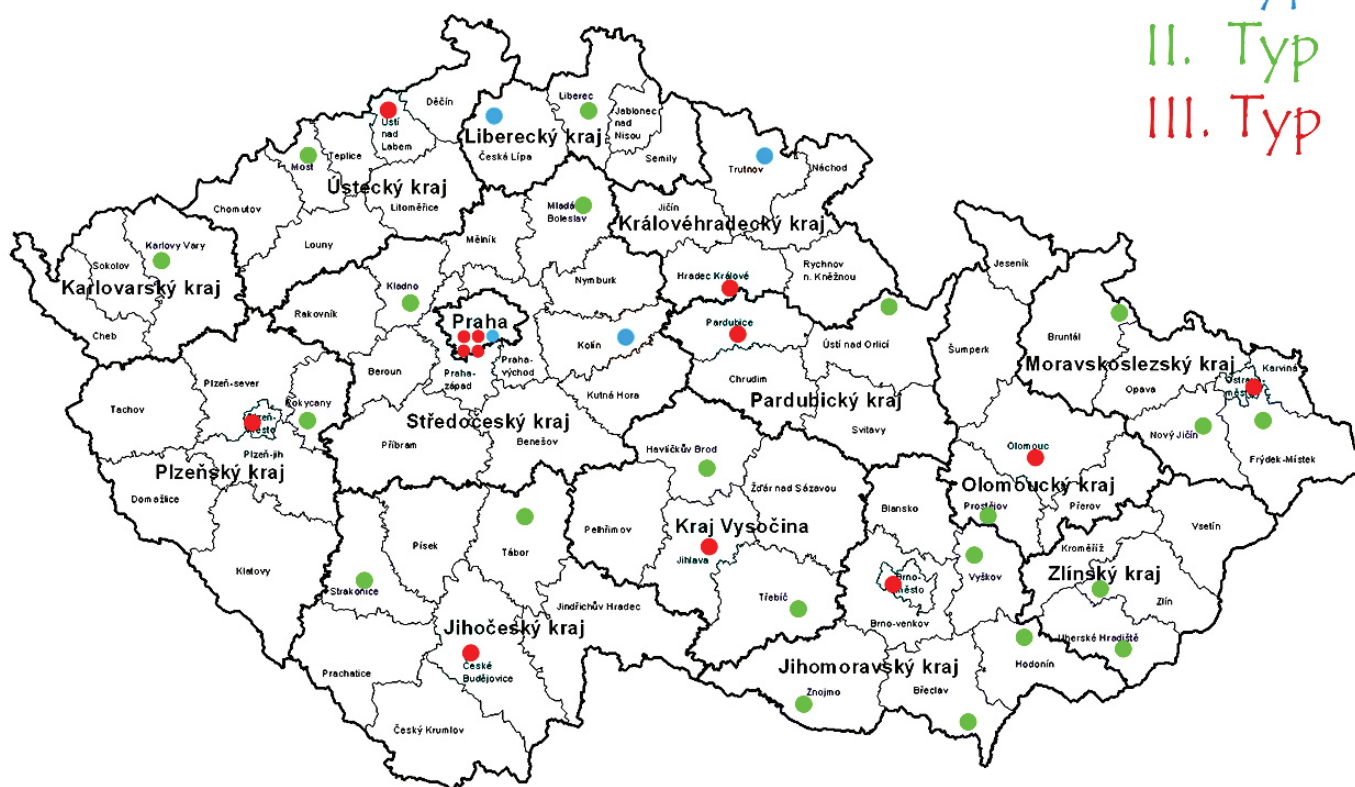 II. Typ
III. Typ
Děčín
Ústí
nad
Labem
Liberec
Jablonec
nad
Nisou
Liberecký kraj
Česká Lípa
Semily
Teplice
Most
Ústecký kraj
Litoměřice
Chomutov
Louny
Trutnov
Náchod
Jičín
Královéhradecký kraj
Mladá
Boleslav
Mělník
Karlovy Vary
Sokolov
Karlovarský kraj
Cheb
Nymburk
Hradec Králové
Rychnov
n. Kněžnou
Jeseník
Kladno
Rakovník
Praha
Kolín
Pardubice
Ústí nad Orlicí
Šumperk
Bruntál
Moravskoslezský kraj
Karviná
Ostrava-
město
Opava
Beroun
Praha-
západ
Praha-
východ
Chrudim
Pardubický kraj
Svitavy
Kutná Hora
Středočeský kraj
Benešov
Příbram
Plzeň-sever
Rokycany
Tachov
Plzeň-
město
Plzeň-jih
Plzeňský kraj
Domažlice
Klatovy
Havlíčkův Brod
Žďár nad Sázavou
Kraj Vysočina
Pelhřimov
Jihlava
Třebíč
Olomouc
Olomoucký kraj
Prostějov
Přerov
Nový Jičín
Frýdek-Místek
Vsetín
Kroměříž
Zlínský kraj
Zlín
Uherské Hradiště
Blansko
Vyškov
Brno-
město
Brno-venkov
Hodonín
Jihomoravský kraj
Břeclav
Znojmo
Písek
Tábor
Strakonice
Jindřichův Hradec
Jihočeský kraj
České
Budějovice
Prachatice
Český Krumlov